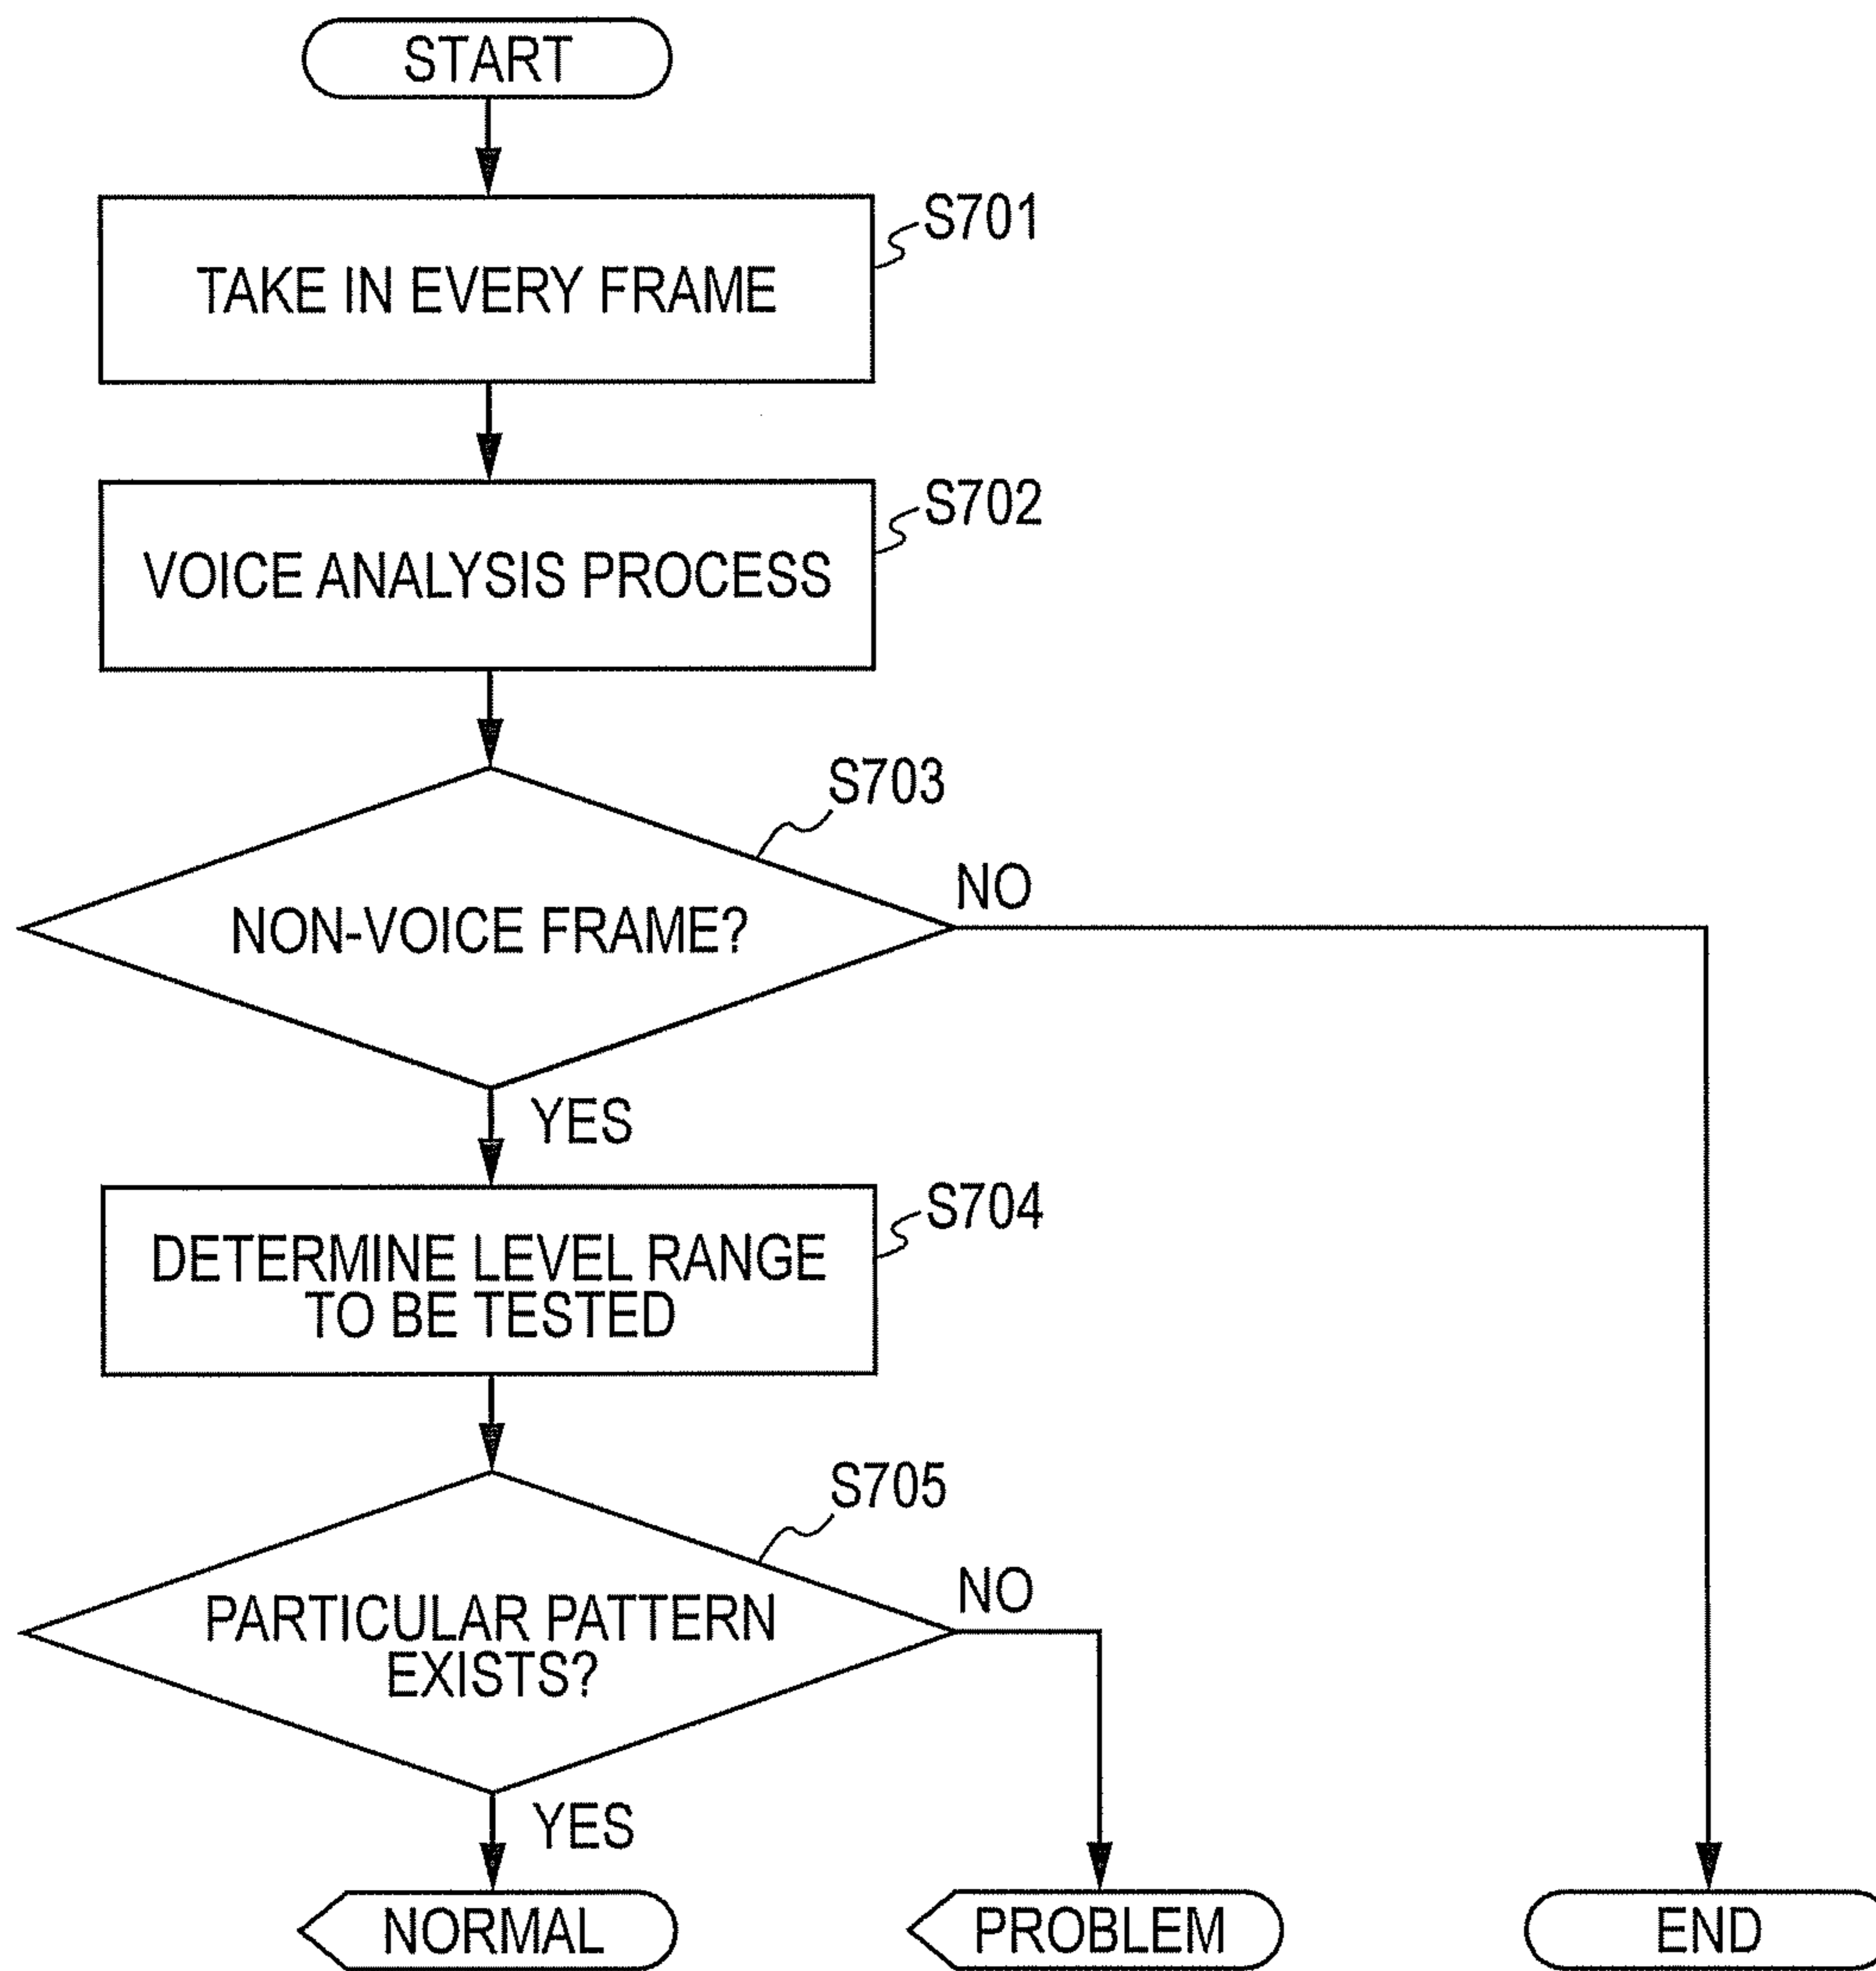 START
S701
TAKE IN EVERY FRAME
S702
VOICE ANALYSIS PROCESS
S703
NO
NON-VOICE FRAME?
YES
S704
DETERMINE LEVEL RANGE
TO BE TESTED
S705
NO
PARTICULAR PATTERN
EXISTS?
YES
NORMAL
PROBLEM
END